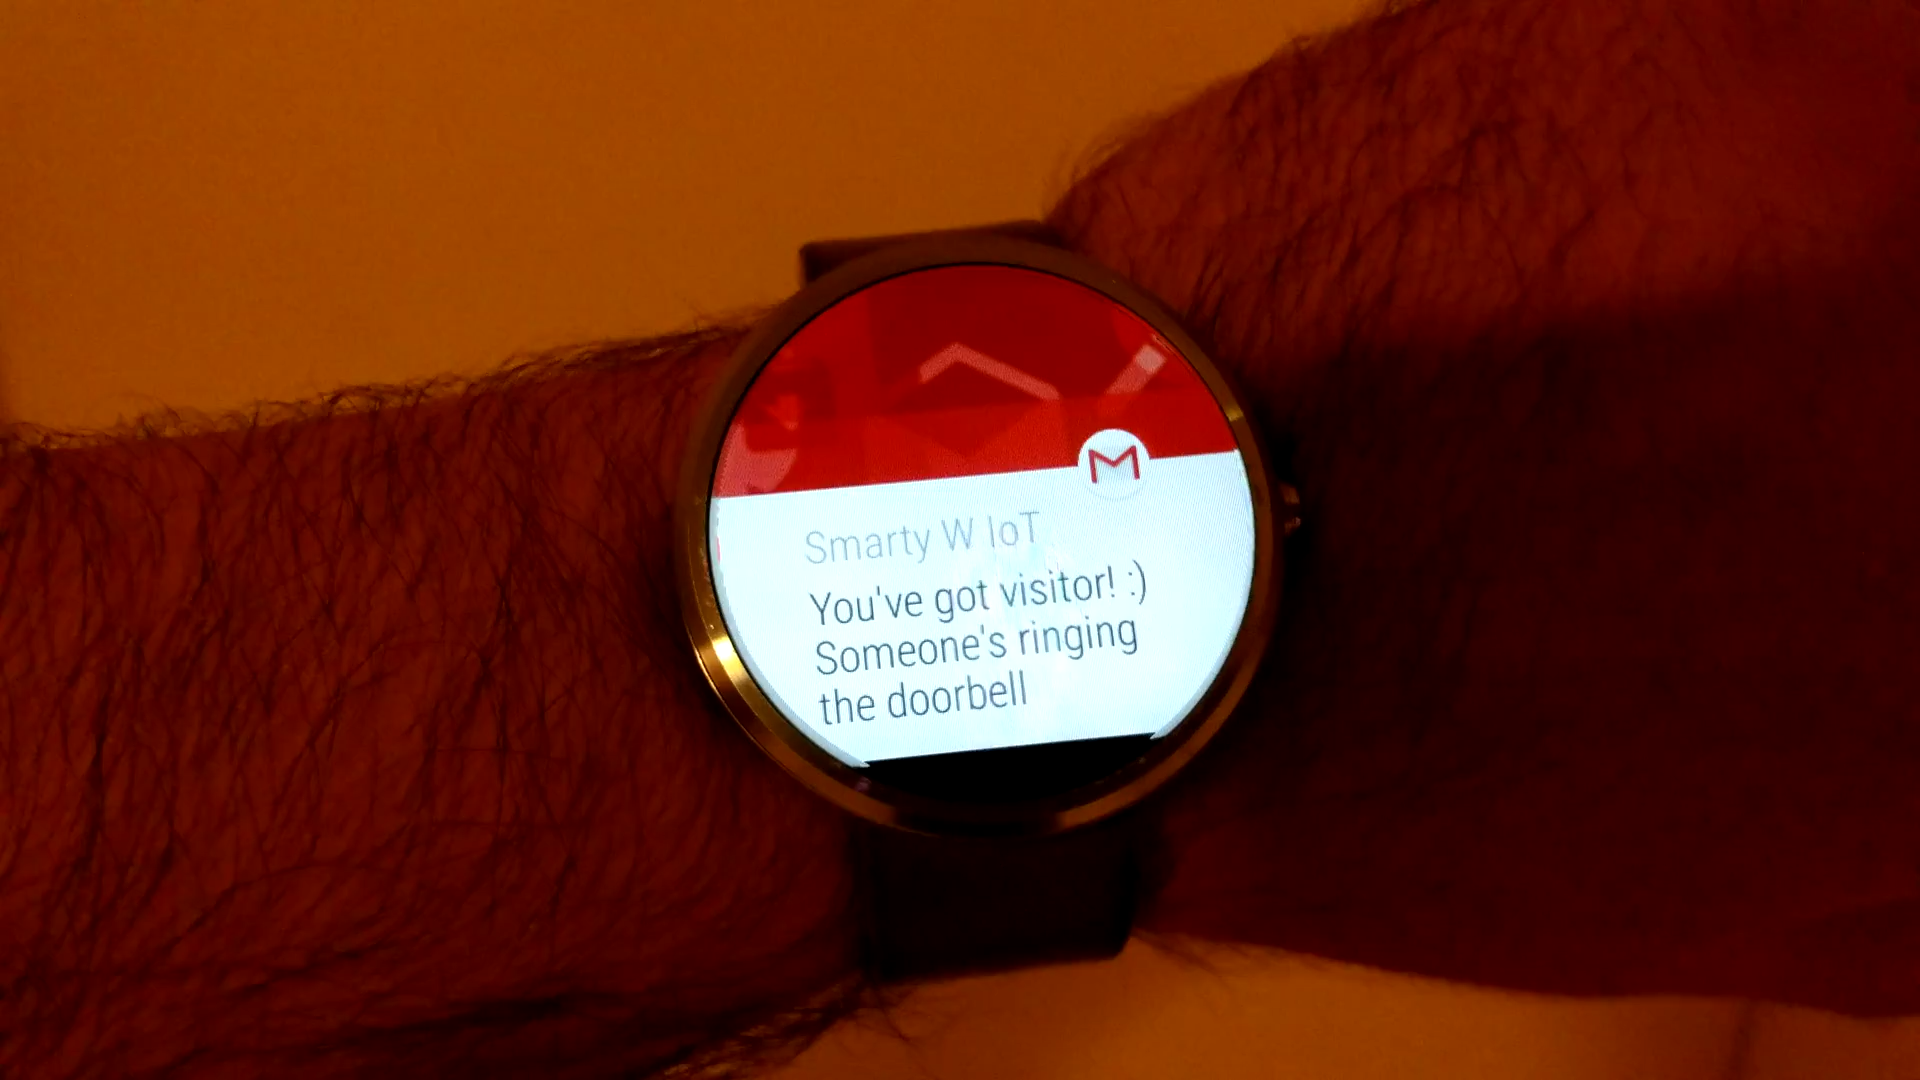 M
Smarty W IoT
You've got visitor! :)
Someone's ringing
the doorbell